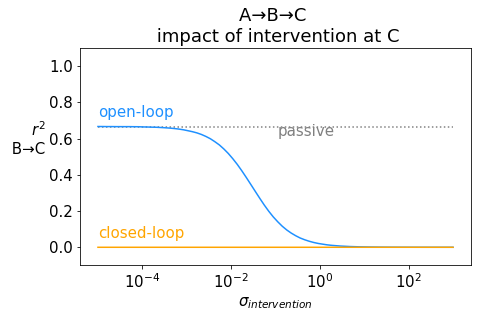 A→B→C
impact of intervention at C
1.0
0.8
0.6
0.4
0.2
0.0
r²
B→C
open-loop
passive
closed-loop
10⁻⁴
10⁻²
10⁰
10²
σintervention